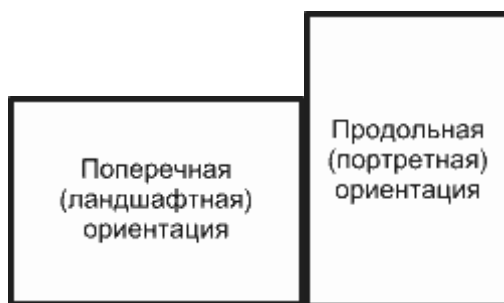 Поперечная
(ландшафтная)
ориентация
Продольная
(портретная)
ориентация